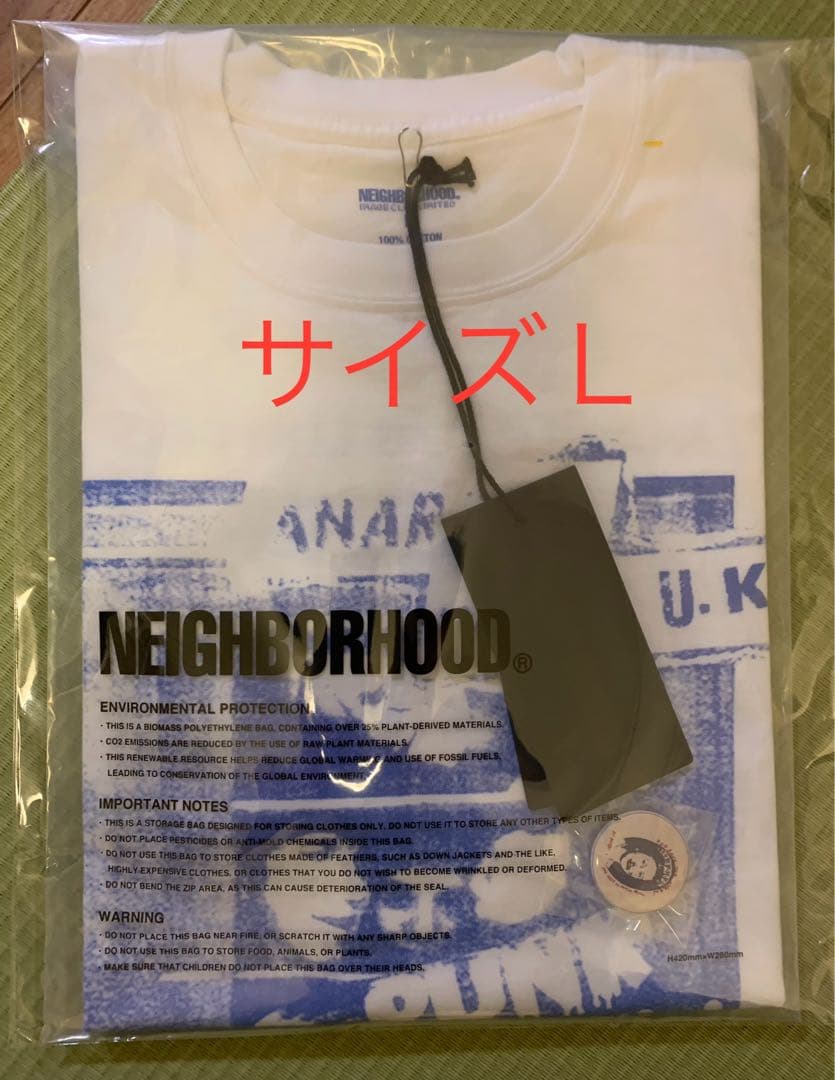 NEIGHBORHOOD®
IMAGE CLUB LIMITED
100% COTTON
サイズ L
ANAR
U.K
NEIGHBORHOOD®
ENVIRONMENTAL PROTECTION
・THIS IS A BIOMASS POLYETHYLENE BAG, CONTAINING OVER 25% PLANT-DERIVED MATERIALS.
・CO2 EMISSIONS ARE REDUCED BY THE USE OF RAW PLANT MATERIALS.
・THIS RENEWABLE RESOURCE HELPS REDUCE GLOBAL WARMING AND USE OF FOSSIL FUELS,
LEADING TO CONSERVATION OF THE GLOBAL ENVIRONMENT.
IMPORTANT NOTES
・THIS IS A STORAGE BAG DESIGNED FOR STORING CLOTHES ONLY. DO NOT USE IT TO STORE ANY OTHER TYPES OF ITEMS.
・DO NOT PLACE PESTICIDES OR ANTI-MOLD CHEMICALS INSIDE THIS BAG.
・DO NOT USE THIS BAG TO STORE CLOTHES MADE OF FEATHERS, SUCH AS DOWN JACKETS AND THE LIKE,
HIGHLY EXPENSIVE CLOTHES, OR CLOTHES THAT YOU DO NOT WISH TO BECOME WRINKLED OR DEFORMED.
・DO NOT BEND THE ZIP AREA, AS THIS CAN CAUSE DETERIORATION OF THE SEAL.
WARNING
・DO NOT PLACE THIS BAG NEAR FIRE, OR SCRATCH IT WITH ANY SHARP OBJECTS.
・DO NOT USE THIS BAG TO STORE FOOD, ANIMALS, OR PLANTS.
・MAKE SURE THAT CHILDREN DO NOT PLACE THIS BAG OVER THEIR HEADS.
H420mm×W280mm
PUNK